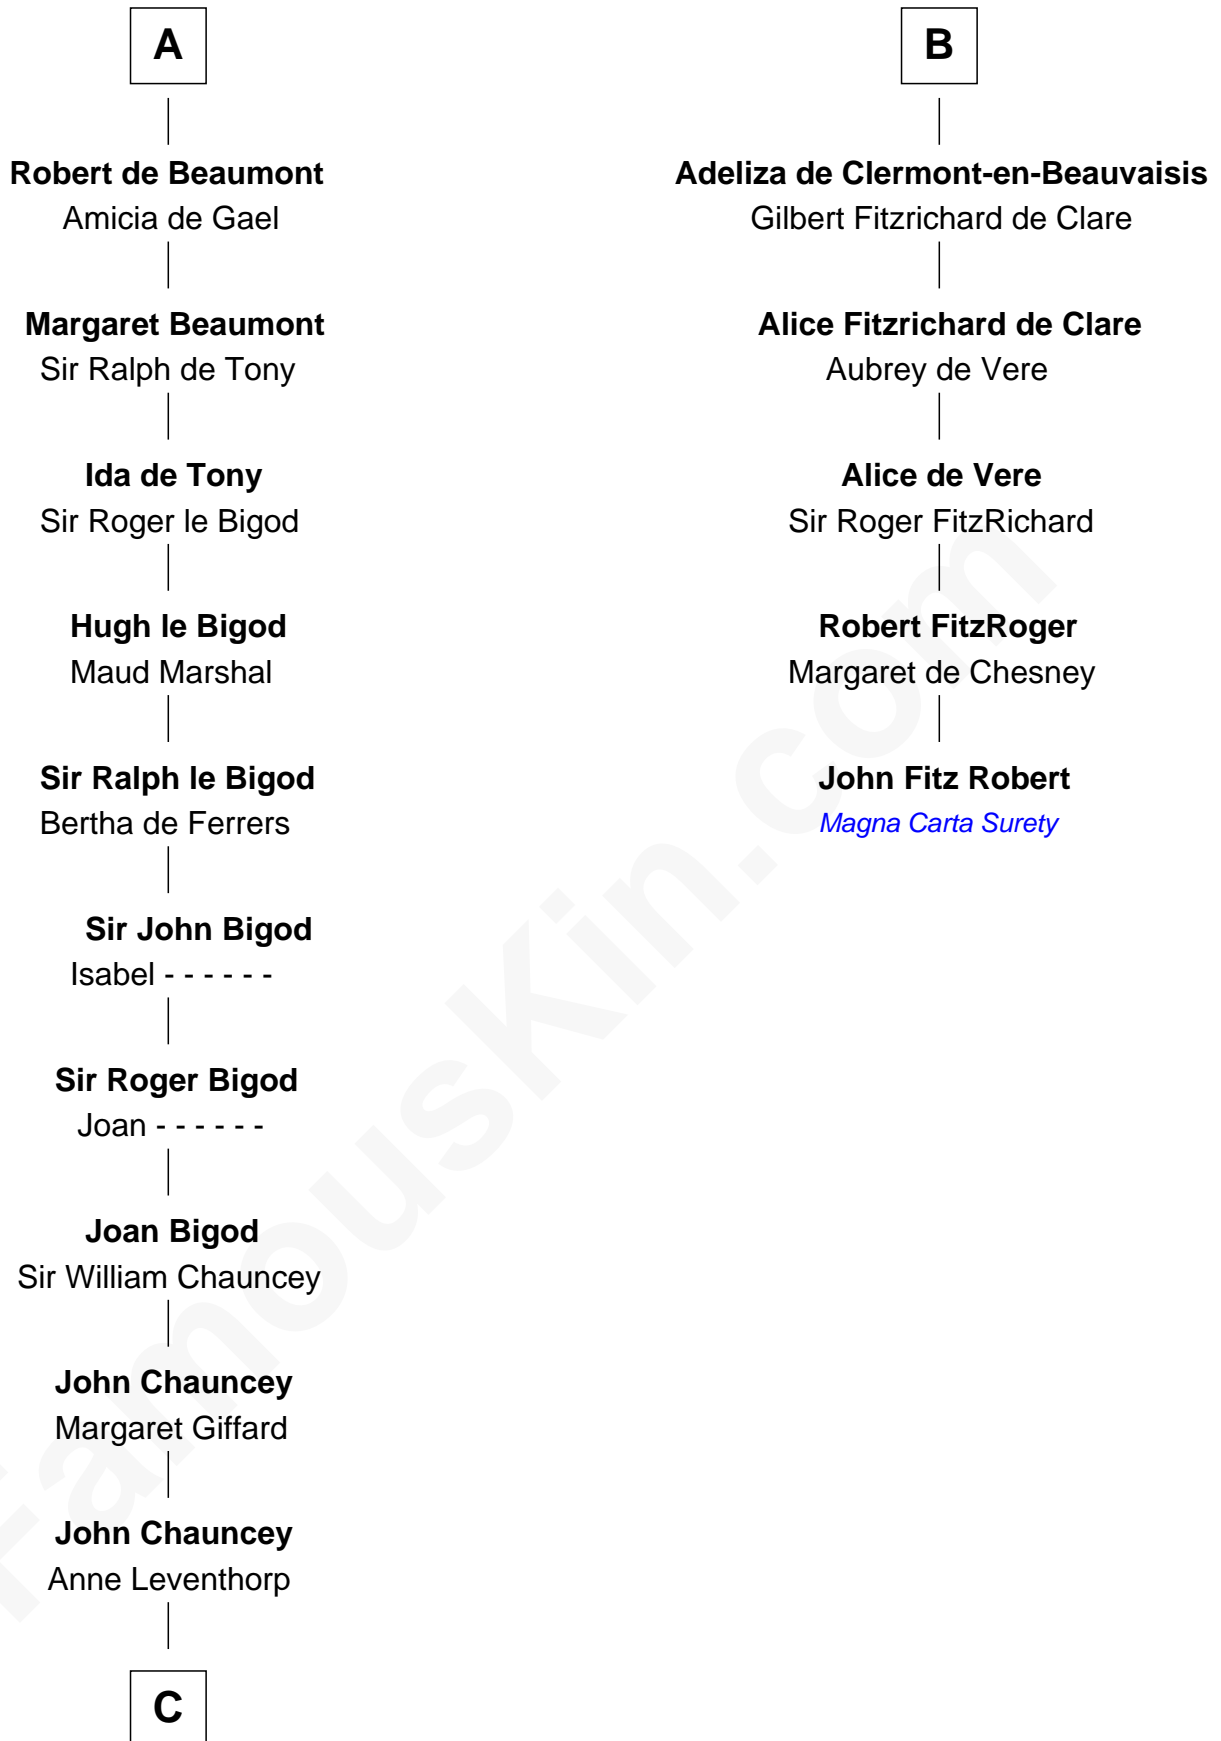 A
Robert de Beaumont
Amicia de Gael
Margaret Beaumont
Sir Ralph de Tony
Ida de Tony
Sir Roger le Bigod
Hugh le Bigod
Maud Marshal
Sir Ralph le Bigod
Bertha de Ferrers
Sir John Bigod
Isabel - - - - - -
Sir Roger Bigod
Joan - - - - - -
Joan Bigod
Sir William Chauncey
John Chauncey
Margaret Giffard
John Chauncey
Anne Leventhorp
C
B
Adeliza de Clermont-en-Beauvaisis
Gilbert Fitzrichard de Clare
Alice Fitzrichard de Clare
Aubrey de Vere
Alice de Vere
Sir Roger FitzRichard
Robert FitzRoger
Margaret de Chesney
John Fitz Robert
Magna Carta Surety
FamousKin.com